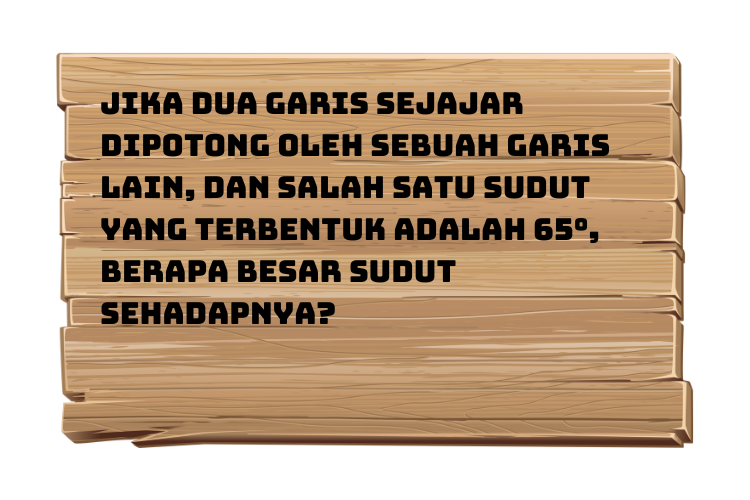 JIKA DUA GARIS SEJAJAR
DIPOTONG OLEH SEBUAH GARIS
LAIN, DAN SALAH SATU SUDUT
YANG TERBENTUK ADALAH 65°,
BERAPA BESAR SUDUT
SEHADAPNYA?